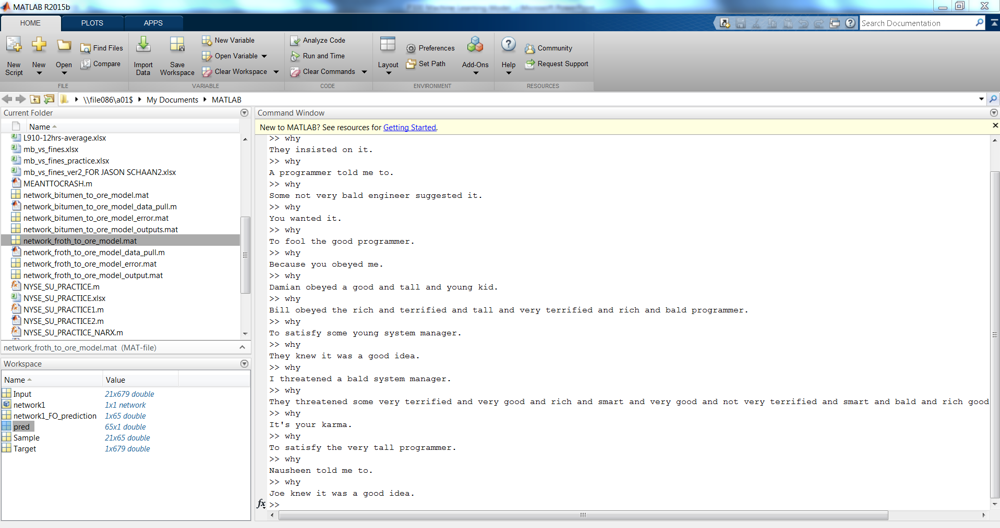 MATLAB R2015b
HOME PLOTS APPS
Search Documentation
New Script
New
Open
Find Files
Compare
FILE
Import Data
Save Workspace
New Variable
Open Variable
Clear Workspace
VARIABLE
Analyze Code
Run and Time
Clear Commands
CODE
Layout
Preferences
Set Path
Add-Ons
ENVIRONMENT
Help
Community
Request Support
RESOURCES
\\file086\a01$ My Documents MATLAB
Current Folder
Name
L910-12hrs-average.xlsx
mb_vs_fines.xlsx
mb_vs_fines_practice.xlsx
mb_vs_fines_ver2_FOR JASON SCHAAN2.xlsx
MEANTTOCRASH.m
network_bitumen_to_ore_model.mat
network_bitumen_to_ore_model_data_pull.m
network_bitumen_to_ore_model_error.mat
network_bitumen_to_ore_model_outputs.mat
network_froth_to_ore_model.mat
network_froth_to_ore_model_data_pull.m
network_froth_to_ore_model_error.mat
network_froth_to_ore_model_output.mat
NYSE_SU_PRACTICE.m
NYSE_SU_PRACTICE.xlsx
NYSE_SU_PRACTICE1.m
NYSE_SU_PRACTICE2.m
NYSE_SU_PRACTICE_NARX.m
network_froth_to_ore_model.mat (MAT-file)
Workspace
Name Value
Input 21x679 double
network1 1x1 network
network1_FO_prediction 1x65 double
pred 65x1 double
Sample 21x65 double
Target 1x679 double
Command Window
New to MATLAB? See resources for Getting Started.
>> why
They insisted on it.
>> why
A programmer told me to.
>> why
Some not very bald engineer suggested it.
>> why
You wanted it.
>> why
To fool the good programmer.
>> why
Because you obeyed me.
>> why
Damian obeyed a good and tall and young kid.
>> why
Bill obeyed the rich and terrified and tall and very terrified and rich and bald programmer.
>> why
To satisfy some young system manager.
>> why
They knew it was a good idea.
>> why
I threatened a bald system manager.
>> why
They threatened some very terrified and very good and rich and smart and very good and not very terrified and smart and bald and rich good
>> why
It's your karma.
>> why
To satisfy the very tall programmer.
>> why
Nausheen told me to.
>> why
Joe knew it was a good idea.
fx >>